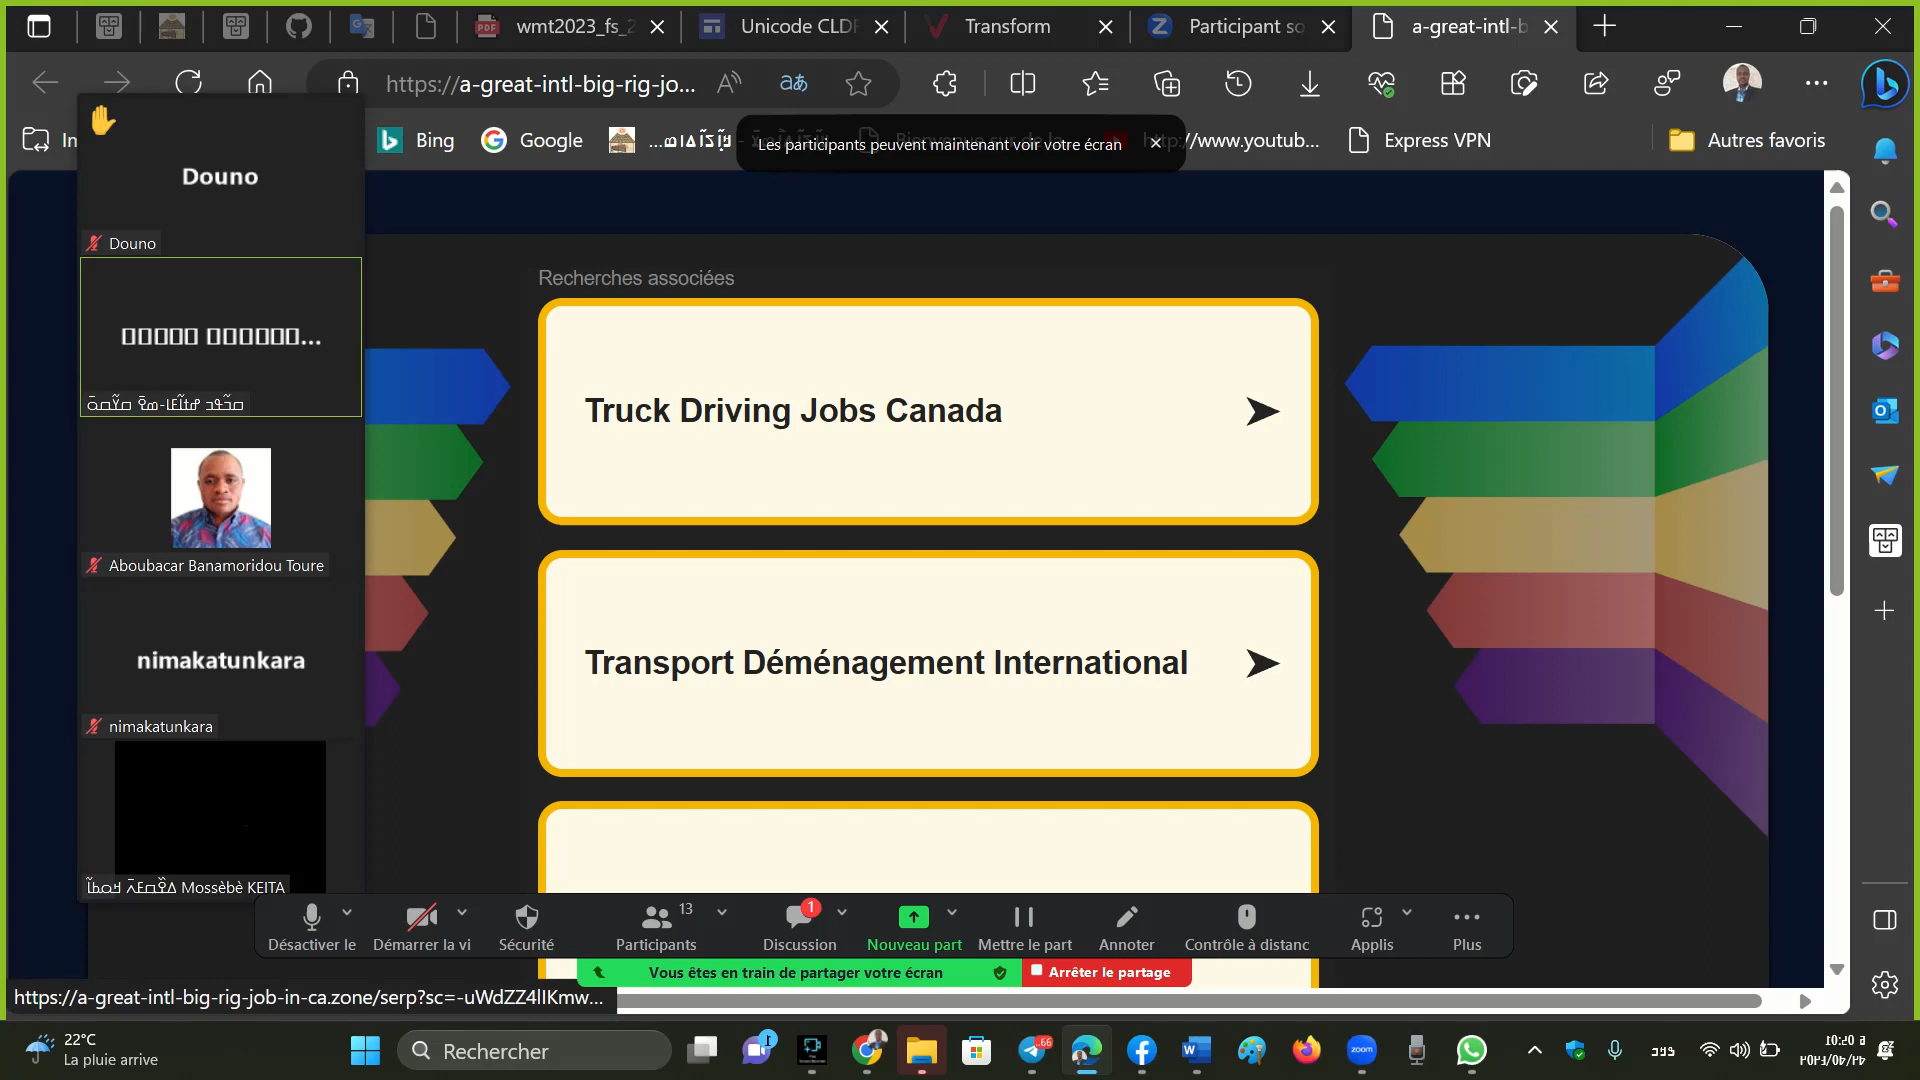 wmt2023_fs_2
Unicode CLDF
Transform
Participant so
a-great-intl-b
https://a-great-intl-big-rig-jo...
Bing
Google
http://www.youtub...
Express VPN
Autres favoris
Les participants peuvent maintenant voir votre écran
Douno
Douno
Aboubacar Banamoridou Toure
nimakatunkara
nimakatunkara
Mossèbè KEITA
Recherches associées
Truck Driving Jobs Canada
Transport Déménagement International
13
1
Désactiver le
Démarrer la vi
Sécurité
Participants
Discussion
Nouveau part
Mettre le part
Annoter
Contrôle à distanc
Applis
Plus
Vous êtes en train de partager votre écran
Arrêter le partage
https://a-great-intl-big-rig-job-in-ca.zone/serp?sc=-uWdZZ4lIKmw...
22°C
La pluie arrive
Rechercher
66
zoom